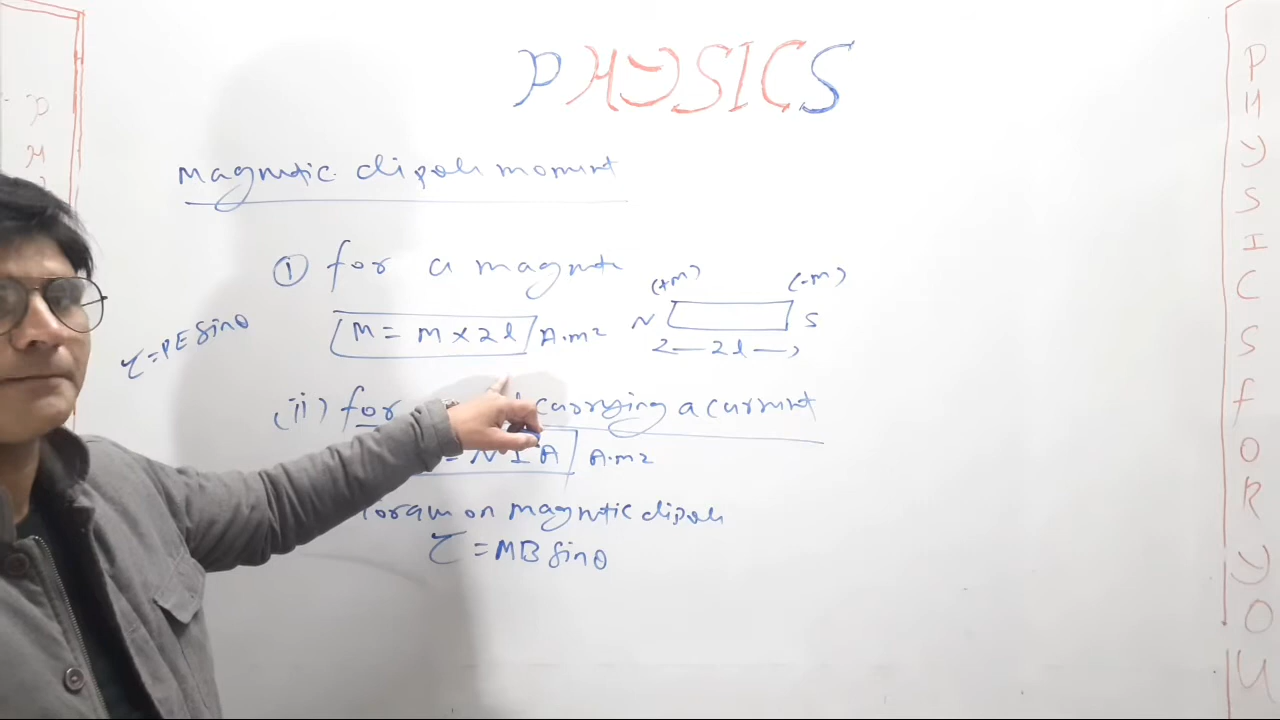 PHYSICS
Magnetic dipole moment
(i) for a magnet
(+m) (-m)
M = m × 2l A.m2 N S
2l
τ = PE Sinθ
(ii) for carrying a current
= N I A A.m2
on magnetic dipole
τ = MB Sinθ
PHYSICS FOR YOU
P
H